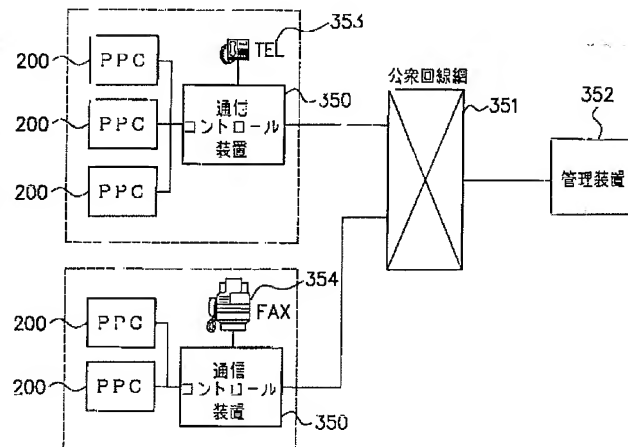 353
TEL
200 PPC
公衆回線網
通信
350
コントロール
装置
200 PPC
351
352
管理装置
200 PPC
354
FAX
200 PPC
通信
コントロール
装置
200 PPC
350